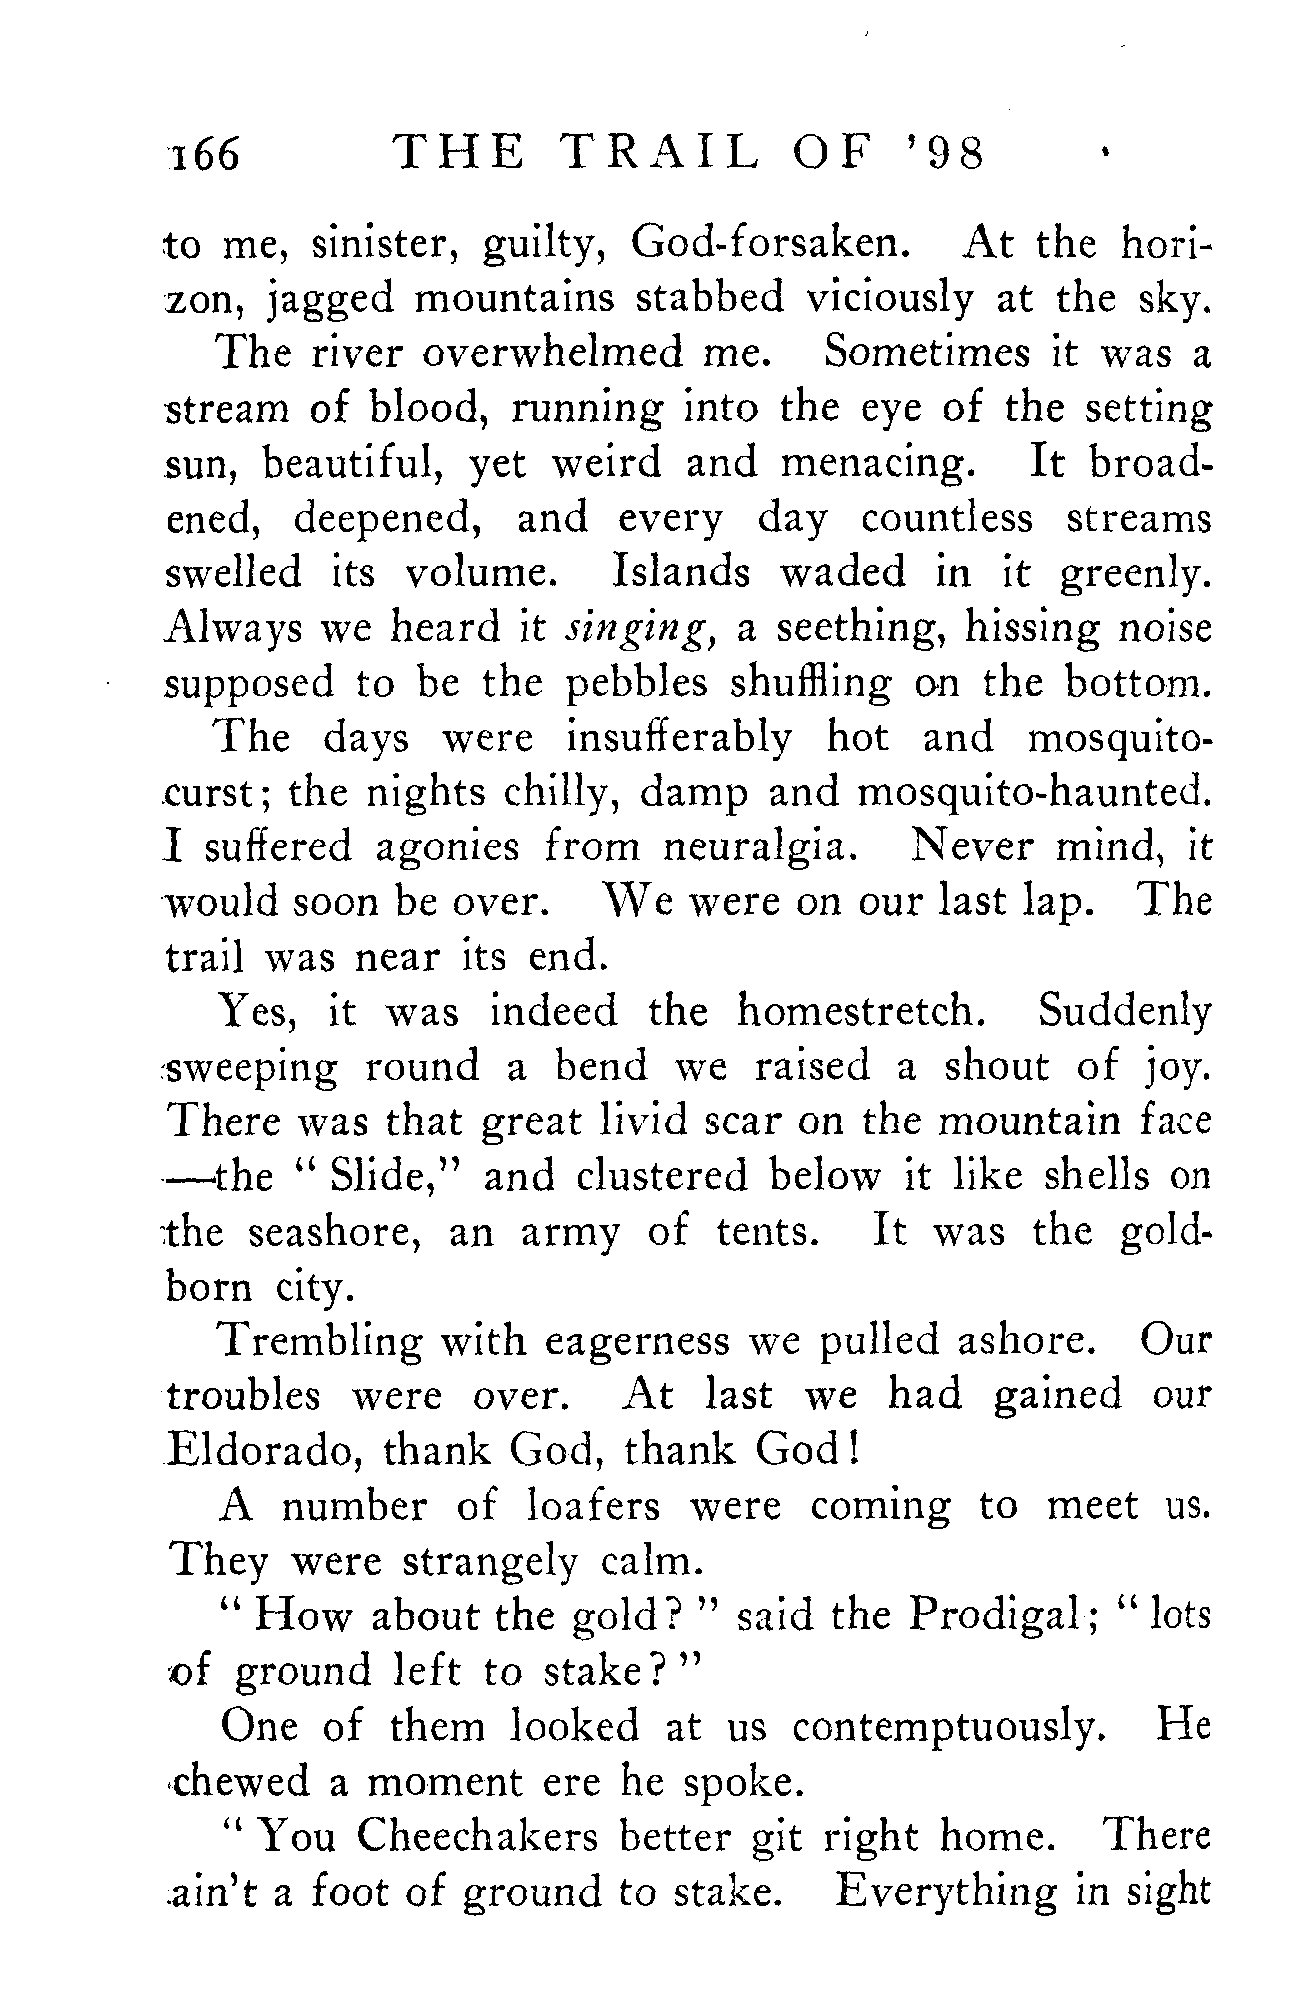 166 THE TRAIL OF '98
to me, sinister, guilty, God-forsaken. At the hori-
zon, jagged mountains stabbed viciously at the sky.
The river overwhelmed me. Sometimes it was a
stream of blood, running into the eye of the setting
sun, beautiful, yet weird and menacing. It broad-
ened, deepened, and every day countless streams
swelled its volume. Islands waded in it greenly.
Always we heard it singing, a seething, hissing noise
supposed to be the pebbles shuffling on the bottom.
The days were insufferably hot and mosquito-
curst; the nights chilly, damp and mosquito-haunted.
I suffered agonies from neuralgia. Never mind, it
would soon be over. We were on our last lap. The
trail was near its end.
Yes, it was indeed the homestretch. Suddenly
sweeping round a bend we raised a shout of joy.
There was that great livid scar on the mountain face
—the "Slide," and clustered below it like shells on
the seashore, an army of tents. It was the gold-
born city.
Trembling with eagerness we pulled ashore. Our
troubles were over. At last we had gained our
Eldorado, thank God, thank God!
A number of loafers were coming to meet us.
They were strangely calm.
"How about the gold?" said the Prodigal; "lots
of ground left to stake?"
One of them looked at us contemptuously. He
chewed a moment ere he spoke.
"You Cheechakers better git right home. There
ain't a foot of ground to stake. Everything in sight